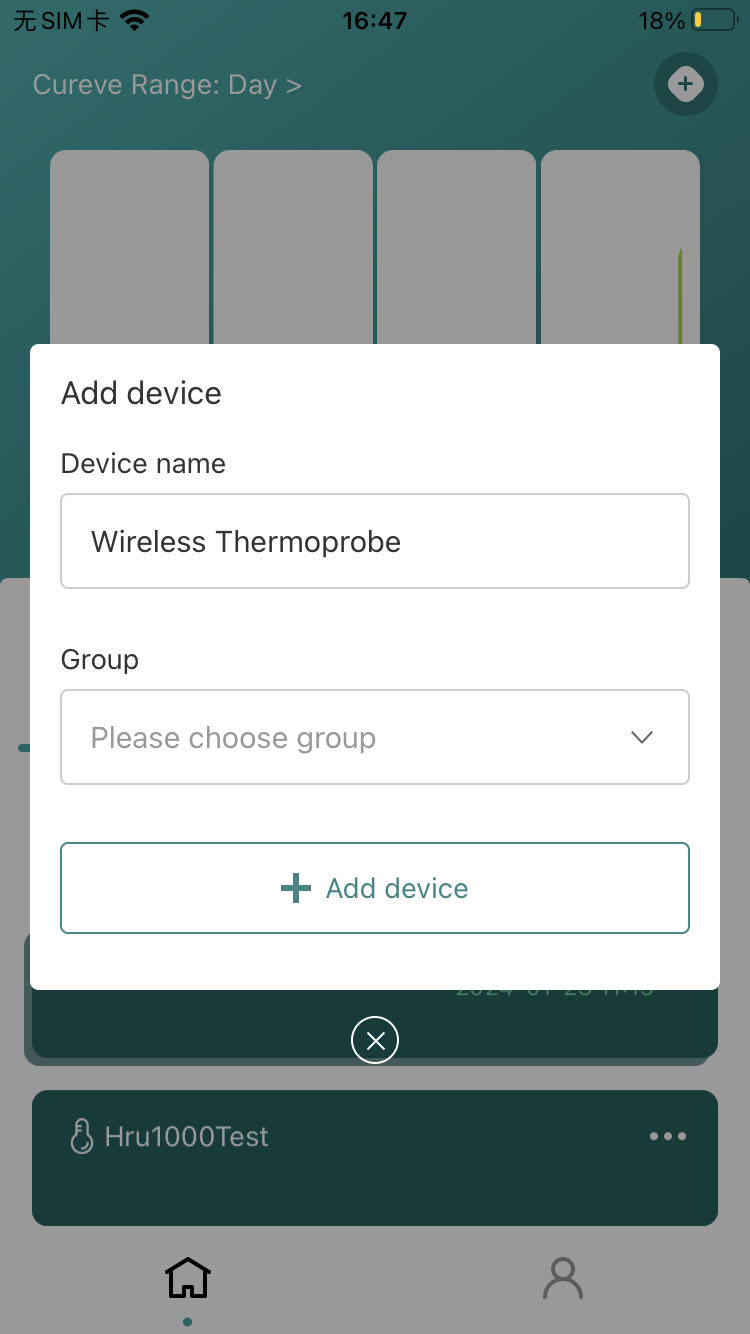 无SIM卡 16:47 18%
Cureve Range: Day >
Add device
Device name
Wireless Thermoprobe
Group
Please choose group
Add device
Hru1000Test